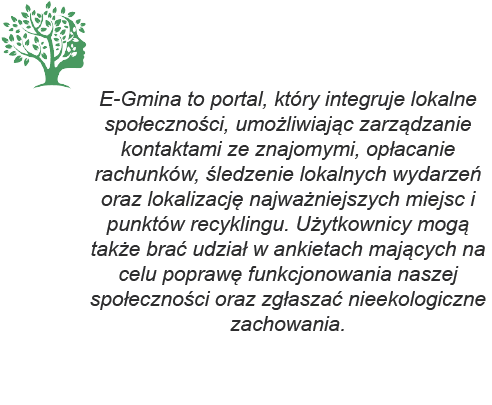 E-Gmina to portal, który integruje lokalne
społeczności, umożliwiając zarządzanie
kontaktami ze znajomymi, opłacanie
rachunków, śledzenie lokalnych wydarzeń
oraz lokalizację najważniejszych miejsc i
punktów recyklingu. Użytkownicy mogą
także brać udział w ankietach mających na
celu poprawę funkcjonowania naszej
społeczności oraz zgłaszać nieekologiczne
zachowania.